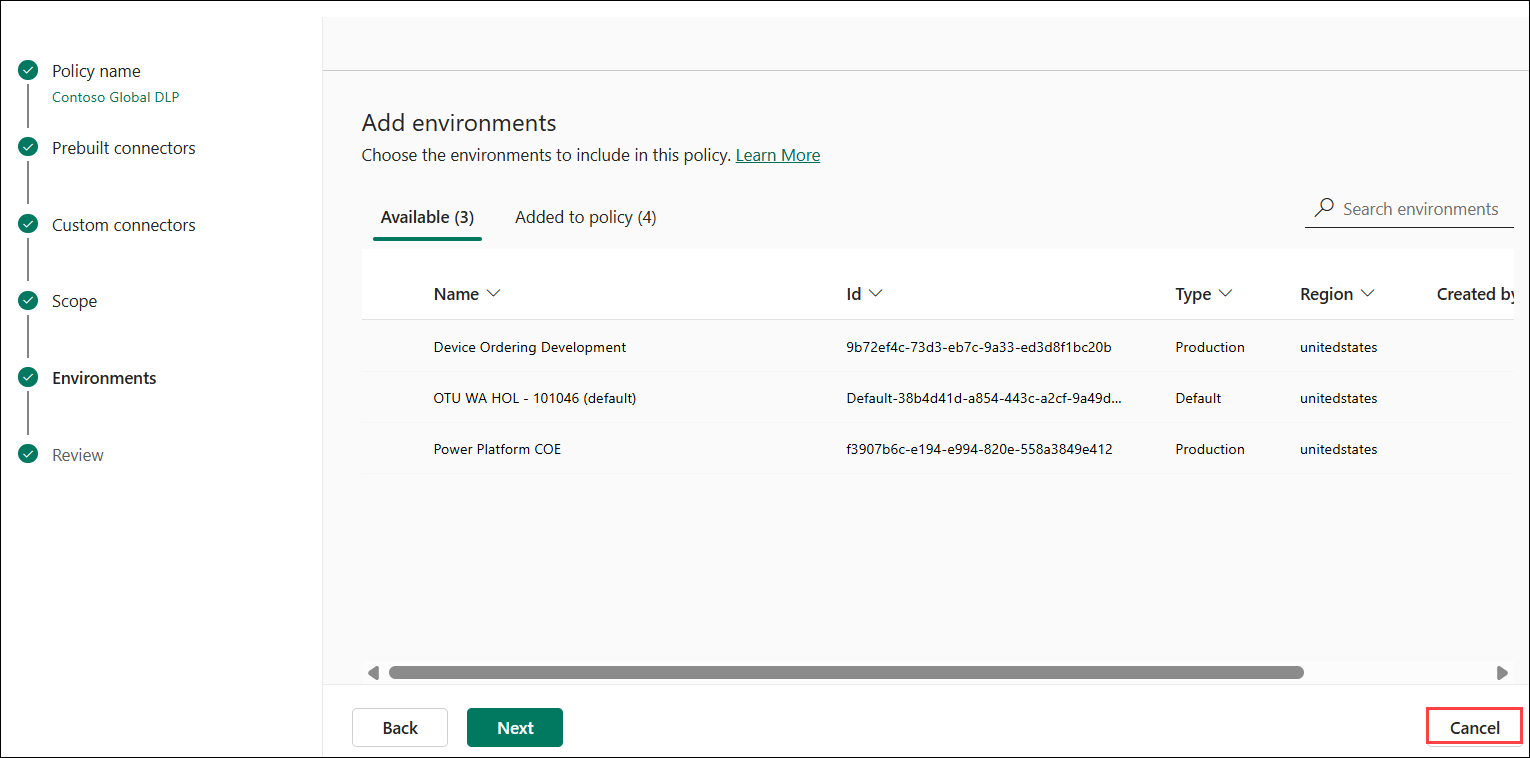 Policy name
Contoso Global DLP
Prebuilt connectors
Custom connectors
Scope
Environments
Review
Add environments
Choose the environments to include in this policy. Learn More
Available (3) Added to policy (4) Search environments
Name Id Type Region Created by
Device Ordering Development 9b72ef4c-73d3-eb7c-9a33-ed3d8f1bc20b Production unitedstates
OTU WA HOL - 101046 (default) Default-38b4d41d-a854-443c-a2cf-9a49d... Default unitedstates
Power Platform COE f3907b6c-e194-e994-820e-558a3849e412 Production unitedstates
Back Next Cancel